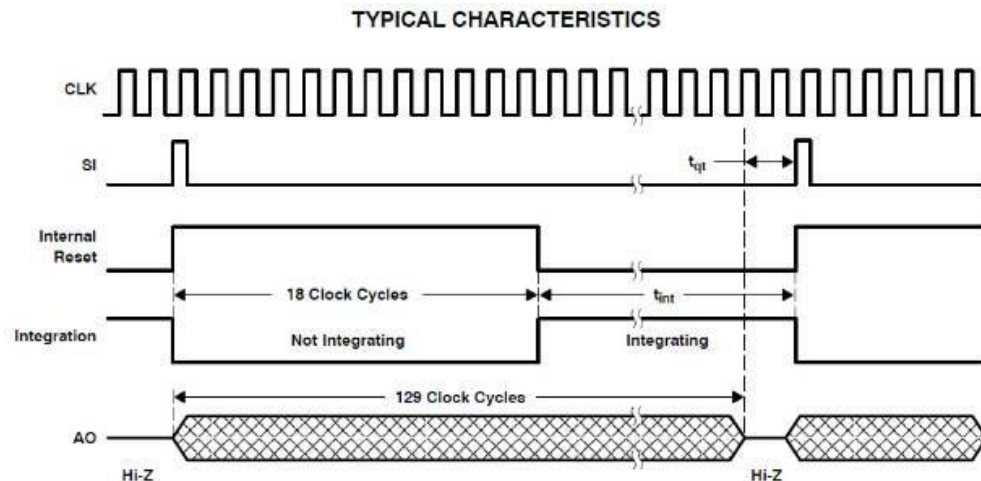 TYPICAL CHARACTERISTICS
CLK
SI
tqt
Internal
Reset
18 Clock Cycles
tint
Integration
Not Integrating
Integrating
129 Clock Cycles
AO
Hi-Z
Hi-Z